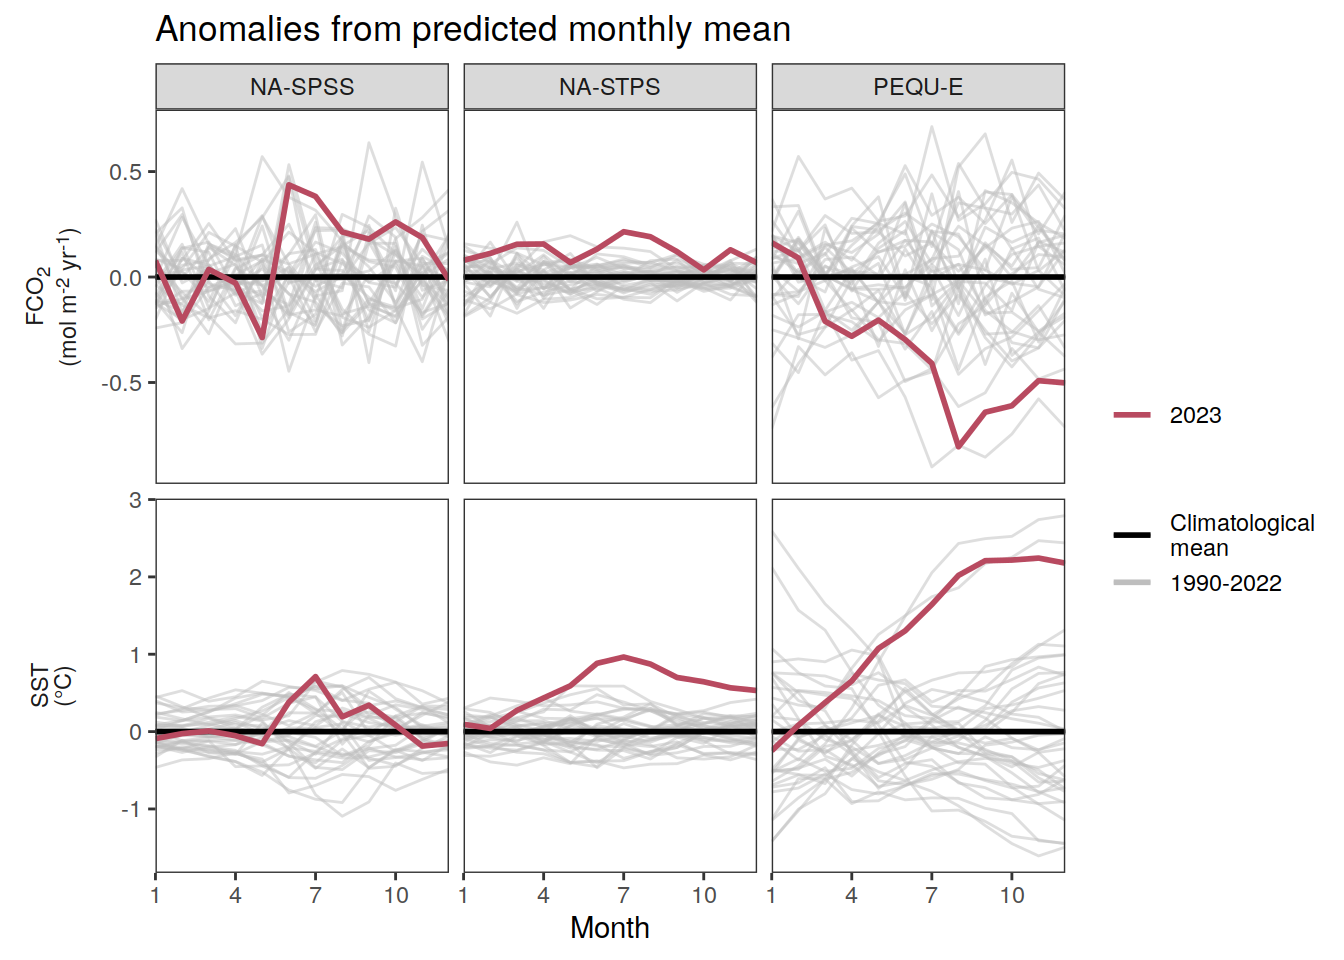 Anomalies from predicted monthly mean
NA-SPSS
NA-STPS
PEQU-E
FCO2
(mol m-2 yr-1)
0.5
0.0
-0.5
SST
(°C)
3
2
1
0
-1
1 4 7 10
1 4 7 10
1 4 7 10
Month
2023
Climatological
mean
1990-2022